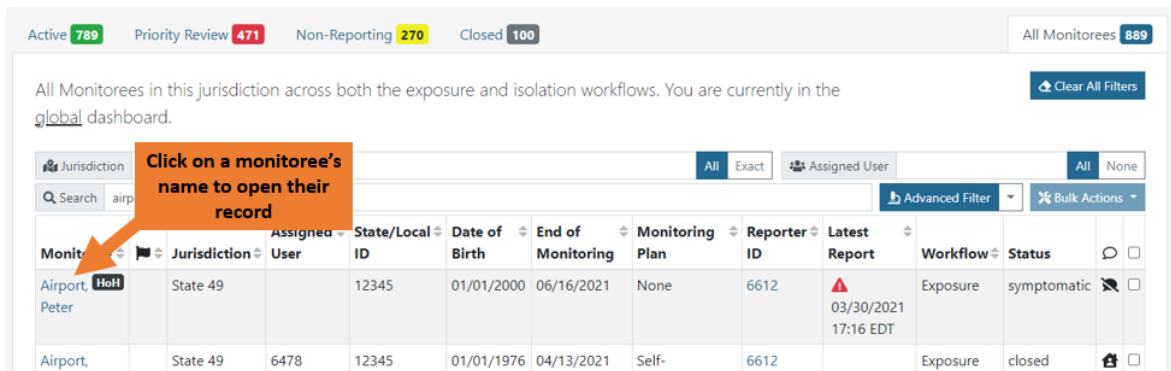 Active 789 Priority Review 471 Non-Reporting 270 Closed 100 All Monitorees 889
All Monitorees in this jurisdiction across both the exposure and isolation workflows. You are currently in the
global dashboard.
Clear All Filters
Click on a monitoree's
name to open their
record
Jurisdiction All Exact Assigned User All None
Search Advanced Filter Bulk Actions
Assigned State/Local Date of End of Monitoring Reporter Latest
Jurisdiction User ID Birth Monitoring Plan ID Report Workflow Status
Airport, HoH State 49 12345 01/01/2000 06/16/2021 None 6612 Exposure symptomatic
Peter 03/30/2021
17:16 EDT
Airport, State 49 6478 12345 01/01/1976 04/13/2021 Self- 6612 Exposure closed